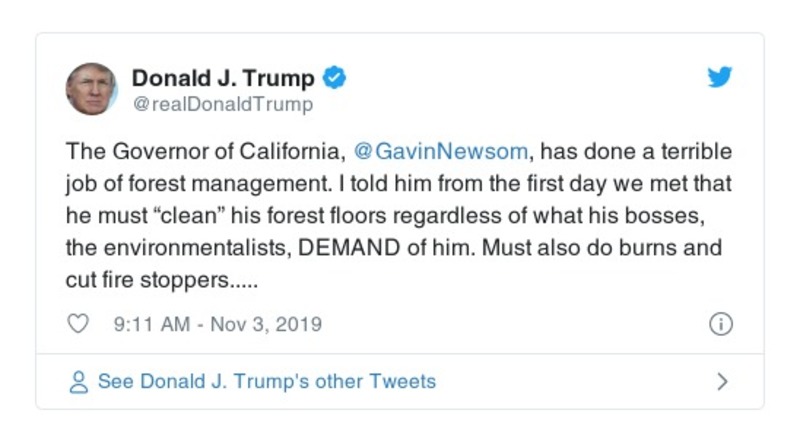 Donald J. Trump
@realDonaldTrump
The Governor of California, @GavinNewsom, has done a terrible
job of forest management. I told him from the first day we met that
he must “clean” his forest floors regardless of what his bosses,
the environmentalists, DEMAND of him. Must also do burns and
cut fire stoppers.....
9:11 AM - Nov 3, 2019
See Donald J. Trump's other Tweets